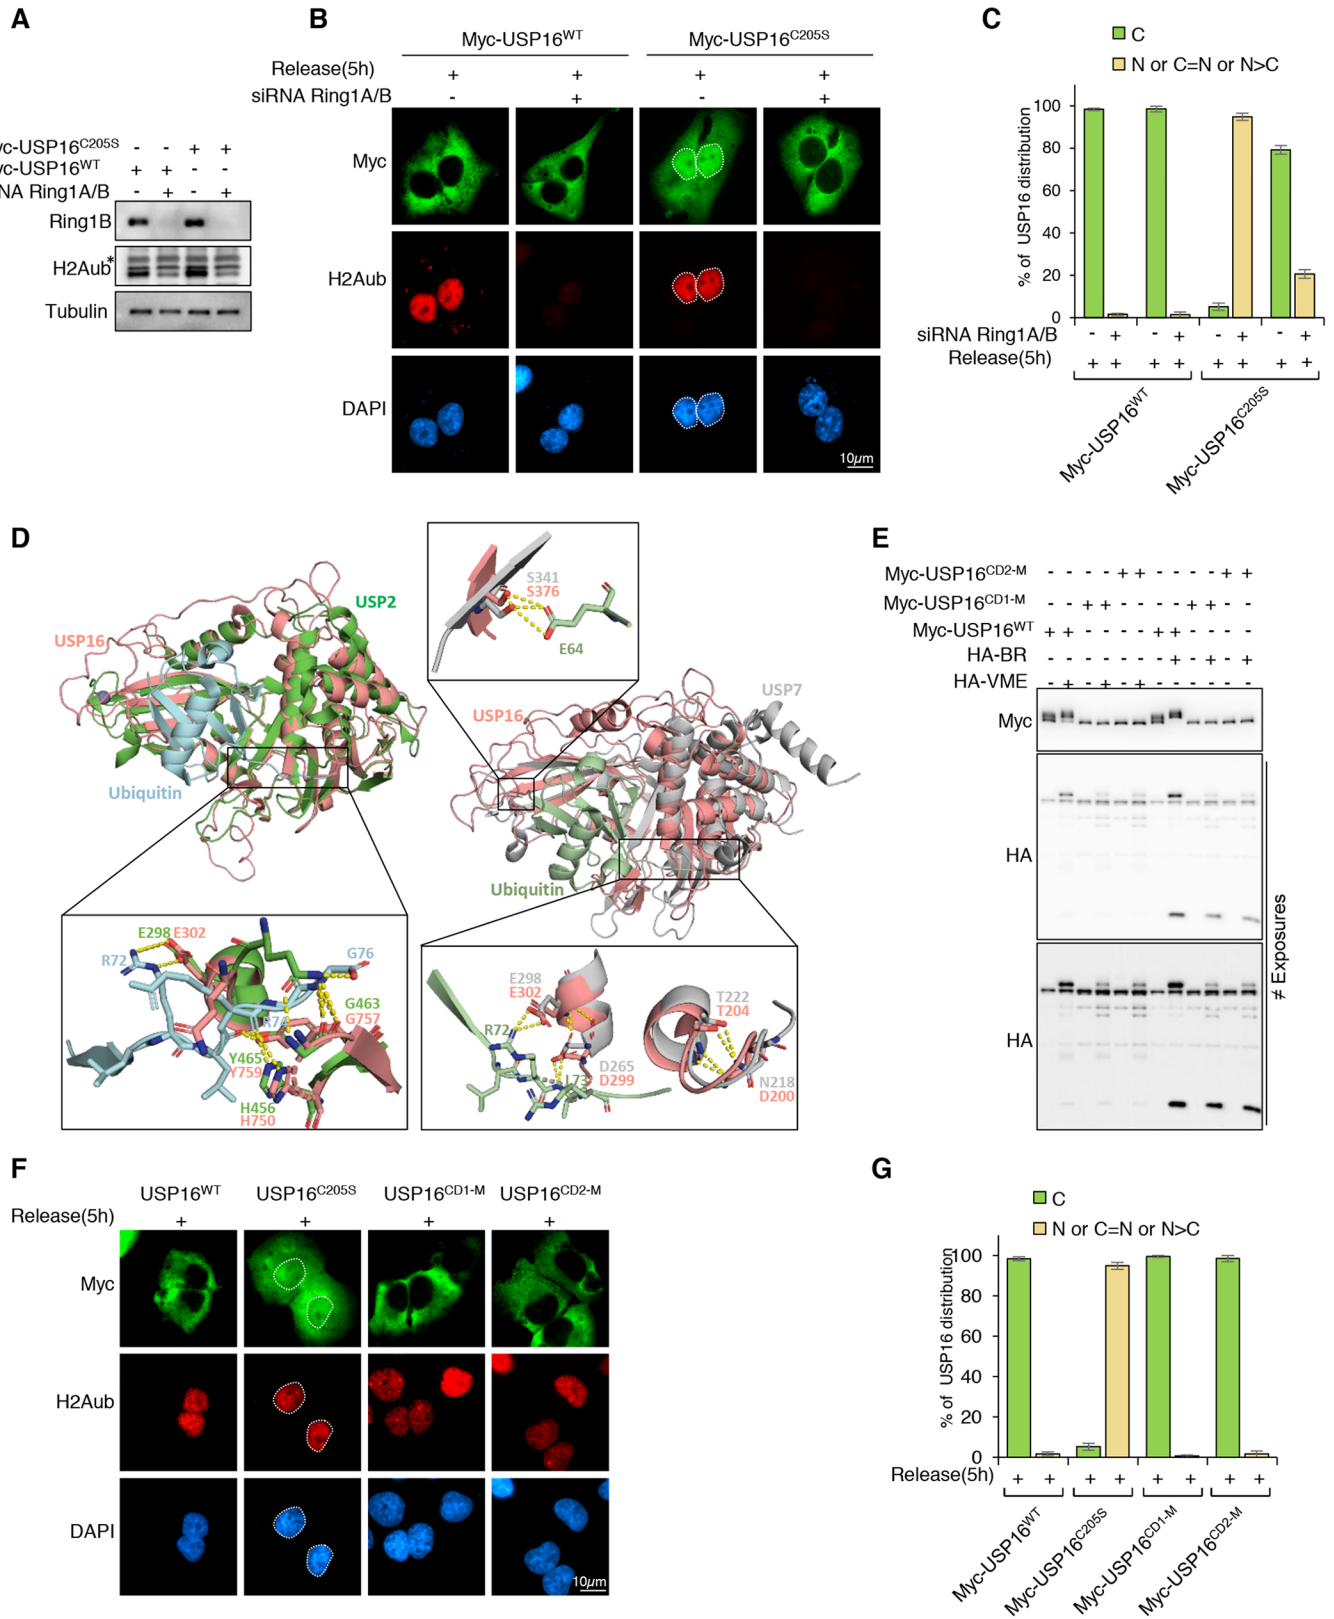 A
yc-USP16C205S - - + +
yc-USP16WT + + - -
NA Ring1A/B - + - +
Ring1B
H2Aub*
Tubulin
B
Myc-USP16WT Myc-USP16C205S
Release(5h) + + + +
siRNA Ring1A/B - + - +
Myc
H2Aub
DAPI
10µm
C
C
N or C=N or N>C
% of USP16 distribution
100
80
60
40
20
0
siRNA Ring1A/B - + - + - + - +
Release(5h) + + + + + + + +
Myc-USP16WT
Myc-USP16C205S
D
USP16
USP2
Ubiquitin
E298 E302
R72
G76
R74
G463
G757
Y465
Y759
H456
H750
S341
S376
E64
USP16
USP7
Ubiquitin
E298
E302
R72
D265
D299
L73
T222
T204
N218
D200
E
Myc-USP16CD2-M - - - - + + - - - - + +
Myc-USP16CD1-M - - + + - - - - + + - -
Myc-USP16WT + + - - - - + + - - - -
HA-BR - - - - - - - + - + - +
HA-VME - + - + - + - - - - - -
Myc
HA
HA
≠ Exposures
F
USP16WT USP16C205S USP16CD1-M USP16CD2-M
Release(5h) + + + +
Myc
H2Aub
DAPI
10µm
G
C
N or C=N or N>C
% of USP16 distribution
100
80
60
40
20
0
Release(5h) + + + + + + + +
Myc-USP16WT
Myc-USP16C205S
Myc-USP16CD1-M
Myc-USP16CD2-M